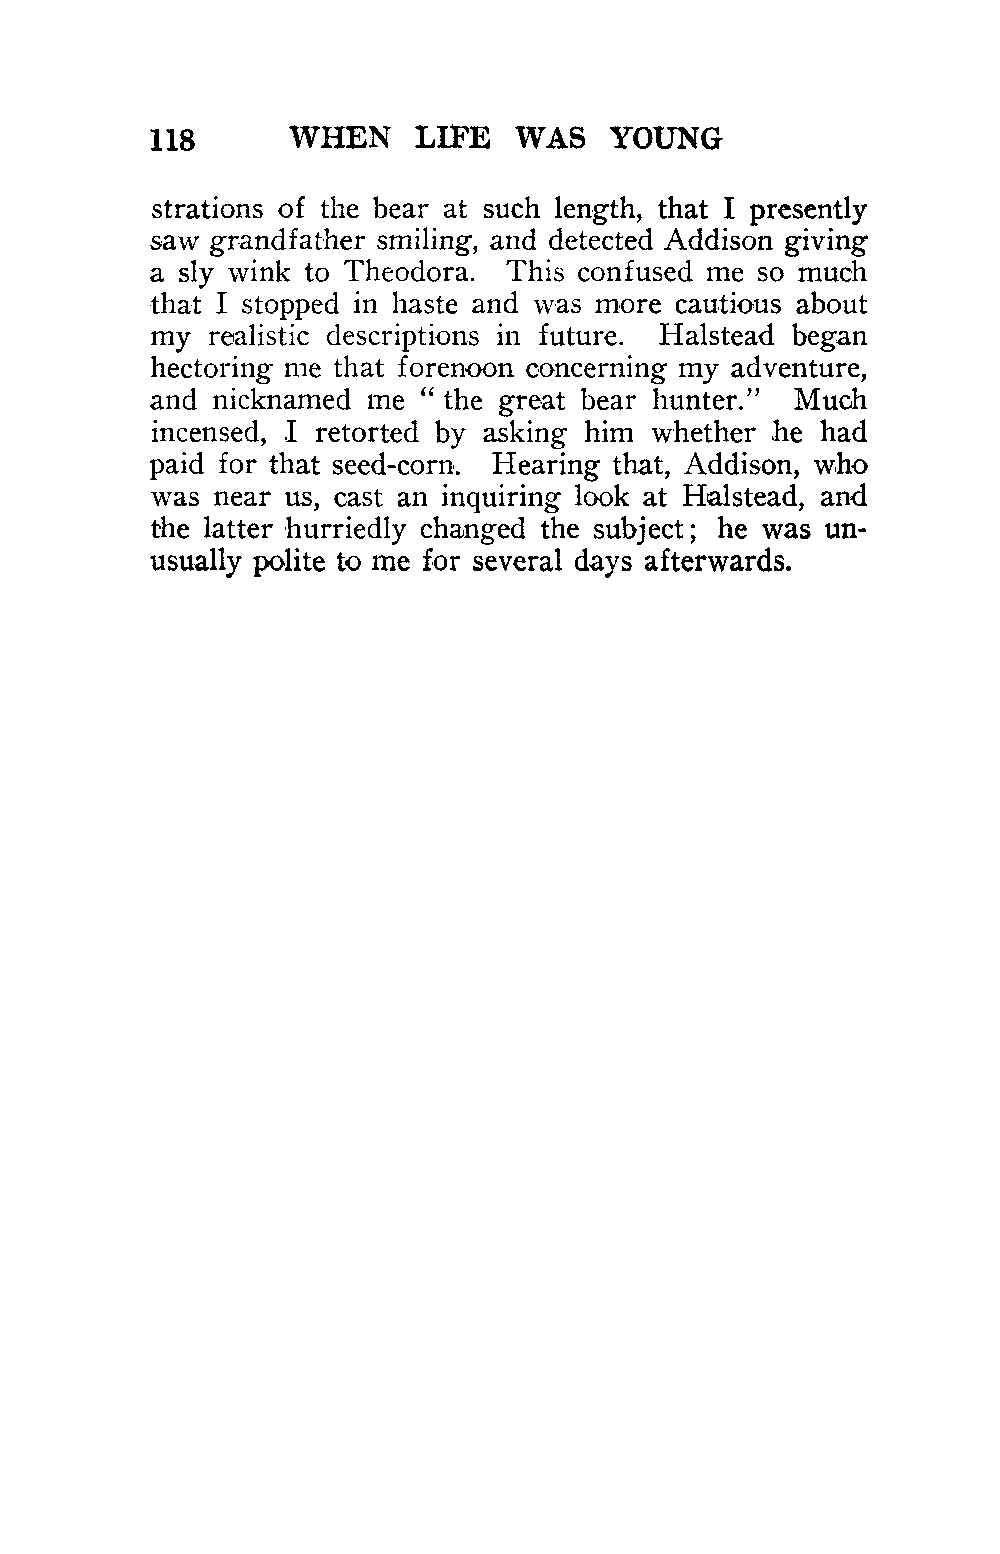 118 WHEN LIFE WAS YOUNG
strations of the bear at such length, that I presently
saw grandfather smiling, and detected Addison giving
a sly wink to Theodora. This confused me so much
that I stopped in haste and was more cautious about
my realistic descriptions in future. Halstead began
hectoring me that forenoon concerning my adventure,
and nicknamed me “ the great bear hunter.” Much
incensed, I retorted by asking him whether he had
paid for that seed-corn. Hearing that, Addison, who
was near us, cast an inquiring look at Halstead, and
the latter hurriedly changed the subject; he was un-
usually polite to me for several days afterwards.